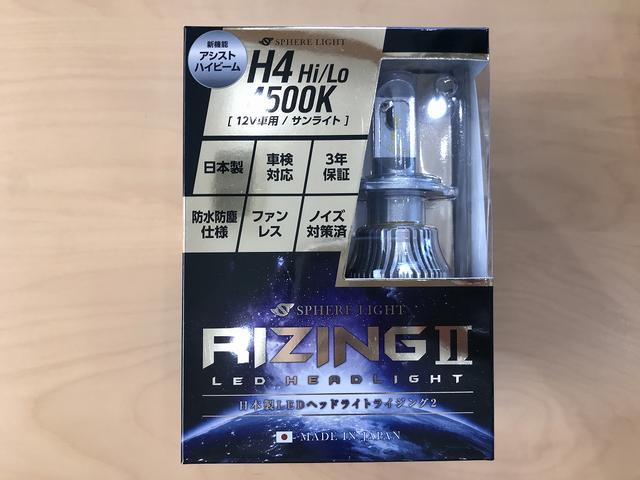 新機能
アシスト
ハイビーム
SPHERE LIGHT
H4 Hi/Lo
4500K
[ 12V車用 / サンライト ]
日本製
車検
対応
3年
保証
防水防塵
仕様
ファン
レス
ノイズ
対策済
SPHERE LIGHT
RIZING II
LED HEADLIGHT
日本製LEDヘッドライトライジング2
MADE IN JAPAN